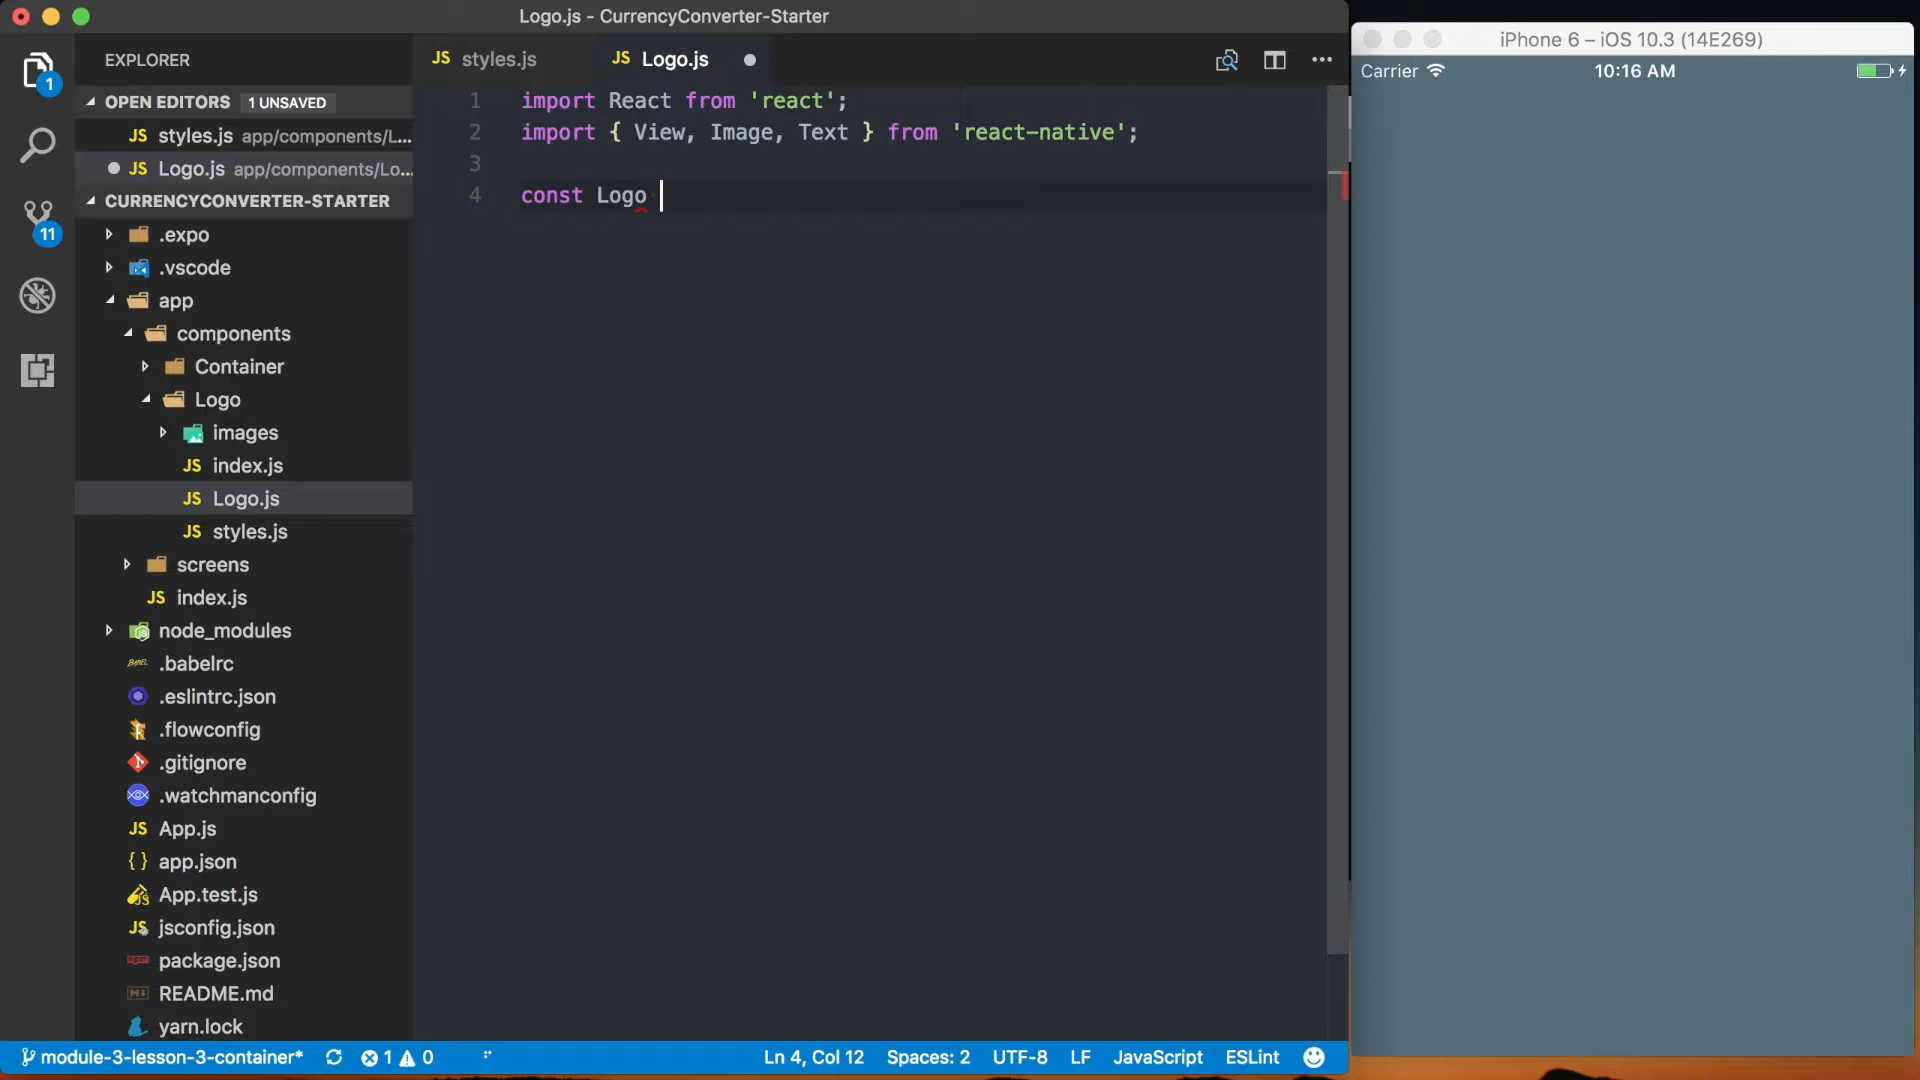 Logo.js - CurrencyConverter-Starter
EXPLORER
JS styles.js
JS Logo.js
OPEN EDITORS 1 UNSAVED
JS styles.js app/components/L...
JS Logo.js app/components/Lo...
CURRENCYCONVERTER-STARTER
.expo
.vscode
app
components
Container
Logo
images
JS index.js
JS Logo.js
JS styles.js
screens
JS index.js
node_modules
.babelrc
.eslintrc.json
.flowconfig
.gitignore
.watchmanconfig
JS App.js
{ } app.json
App.test.js
JS jsconfig.json
package.json
README.md
yarn.lock
1
11
1 import React from 'react';
2 import { View, Image, Text } from 'react-native';
3
4 const Logo
module-3-lesson-3-container* 1 0
Ln 4, Col 12 Spaces: 2 UTF-8 LF JavaScript ESLint
iPhone 6 – iOS 10.3 (14E269)
Carrier 10:16 AM